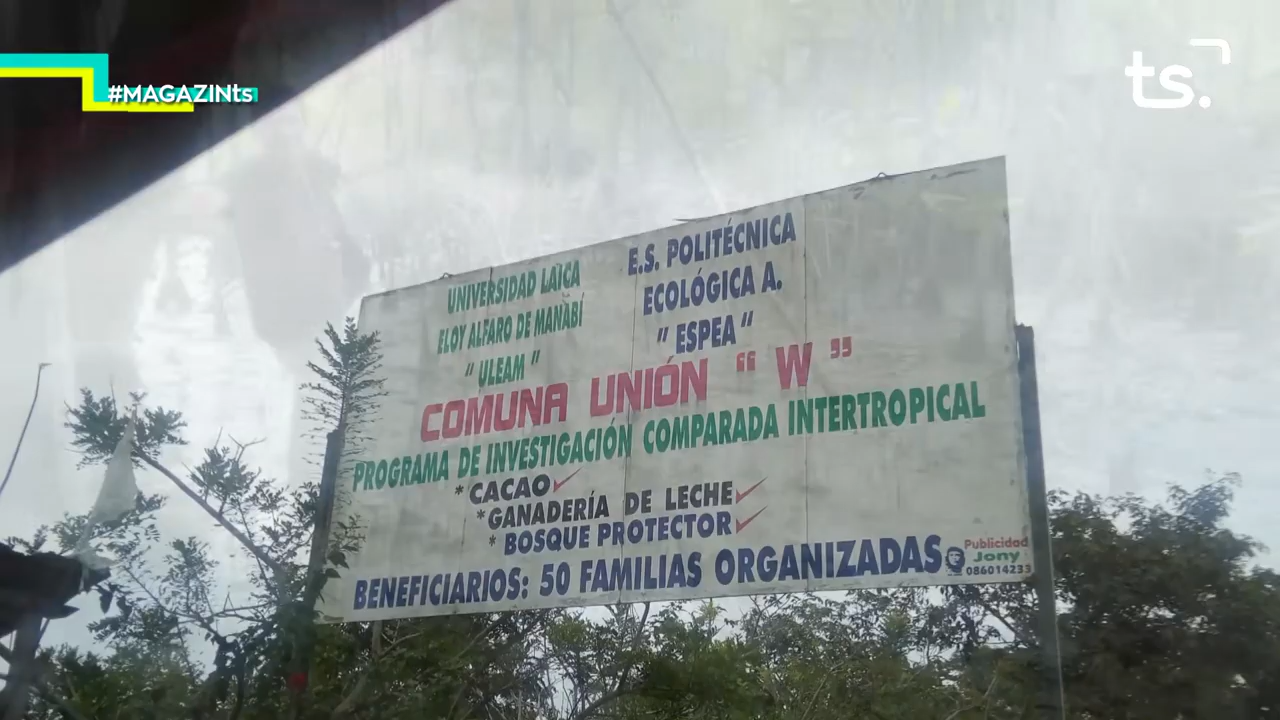 #MAGAZINts
ts.
UNIVERSIDAD LAICA
ELOY ALFARO DE MANABÍ
" ULEAM "
E.S. POLITÉCNICA
ECOLÓGICA A.
" ESPEA "
COMUNA UNIÓN " W "
PROGRAMA DE INVESTIGACIÓN COMPARADA INTERTROPICAL
* CACAO
* GANADERÍA DE LECHE
* BOSQUE PROTECTOR
BENEFICIARIOS: 50 FAMILIAS ORGANIZADAS
Publicidad
Jony
086014233